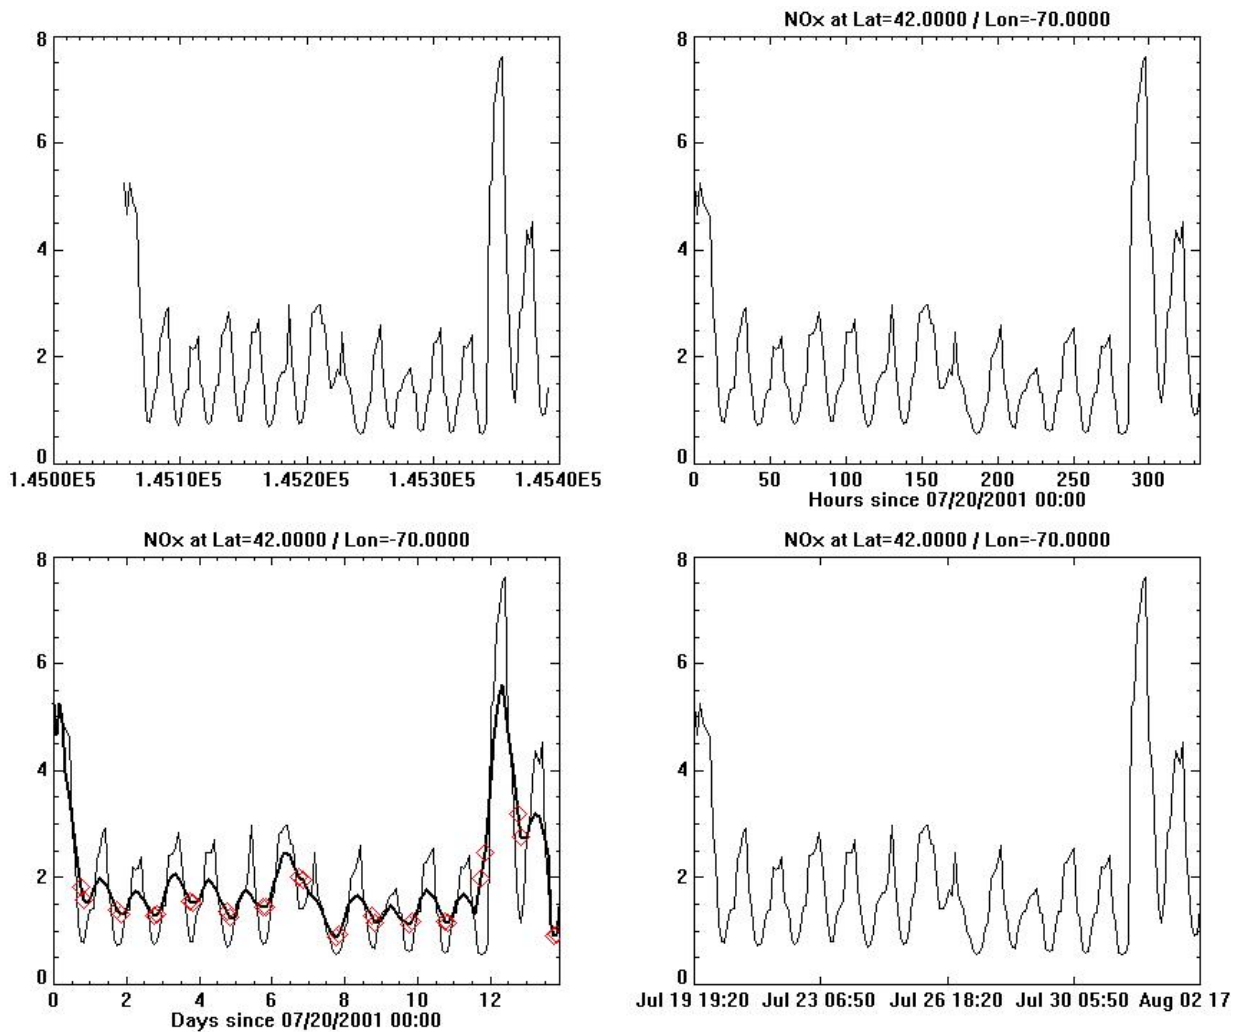 NOx at Lat=42.0000 / Lon=-70.0000
8
6
4
2
0
1.4500E5 1.4510E5 1.4520E5 1.4530E5 1.4540E5
8
6
4
2
0
0 50 100 150 200 250 300
Hours since 07/20/2001 00:00
NOx at Lat=42.0000 / Lon=-70.0000
8
6
4
2
0
0 2 4 6 8 10 12
Days since 07/20/2001 00:00
NOx at Lat=42.0000 / Lon=-70.0000
8
6
4
2
0
Jul 19 19:20 Jul 23 06:50 Jul 26 18:20 Jul 30 05:50 Aug 02 17